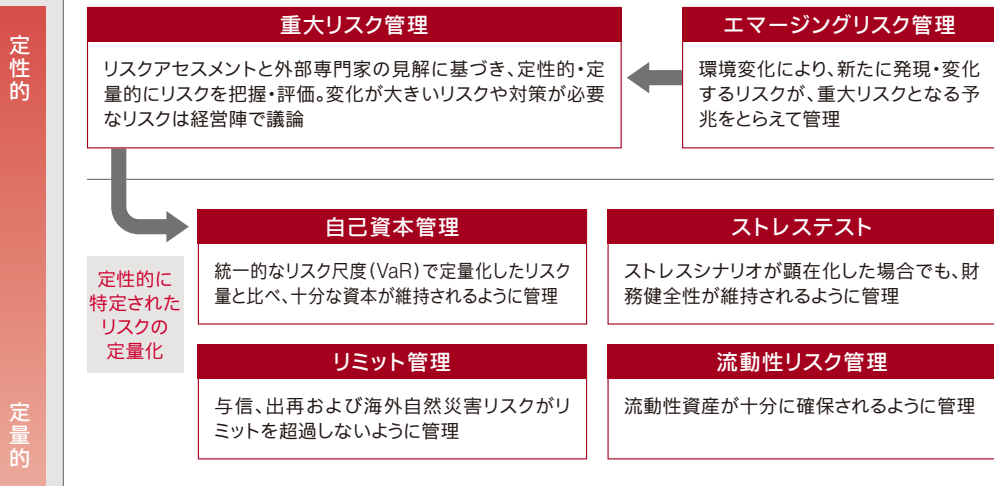 定性的
重大リスク管理
リスクアセスメントと外部専門家の見解に基づき、定性的・定
量的にリスクを把握・評価。変化が大きいリスクや対策が必要
なリスクは経営陣で議論
エマージングリスク管理
環境変化により、新たに発現・変化
するリスクが、重大リスクとなる予
兆をとらえて管理
定性的に
特定された
リスクの
定量化
自己資本管理
統一的なリスク尺度(VaR)で定量化したリスク
量と比べ、十分な資本が維持されるように管理
ストレステスト
ストレスシナリオが顕在化した場合でも、財
務健全性が維持されるように管理
リミット管理
与信、出再および海外自然災害リスクがリ
ミットを超過しないように管理
流動性リスク管理
流動性資産が十分に確保されるように管理
定量的